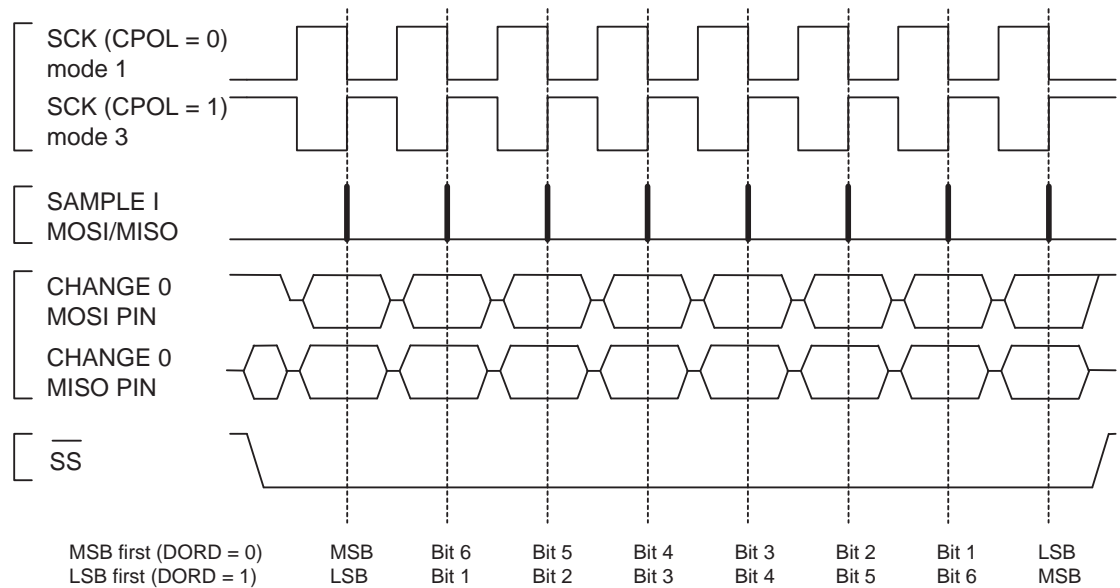 SCK (CPOL = 0)
mode 1
SCK (CPOL = 1)
mode 3
SAMPLE I
MOSI/MISO
CHANGE 0
MOSI PIN
CHANGE 0
MISO PIN
SS
MSB first (DORD = 0) MSB Bit 6 Bit 5 Bit 4 Bit 3 Bit 2 Bit 1 LSB
LSB first (DORD = 1) LSB Bit 1 Bit 2 Bit 3 Bit 4 Bit 5 Bit 6 MSB